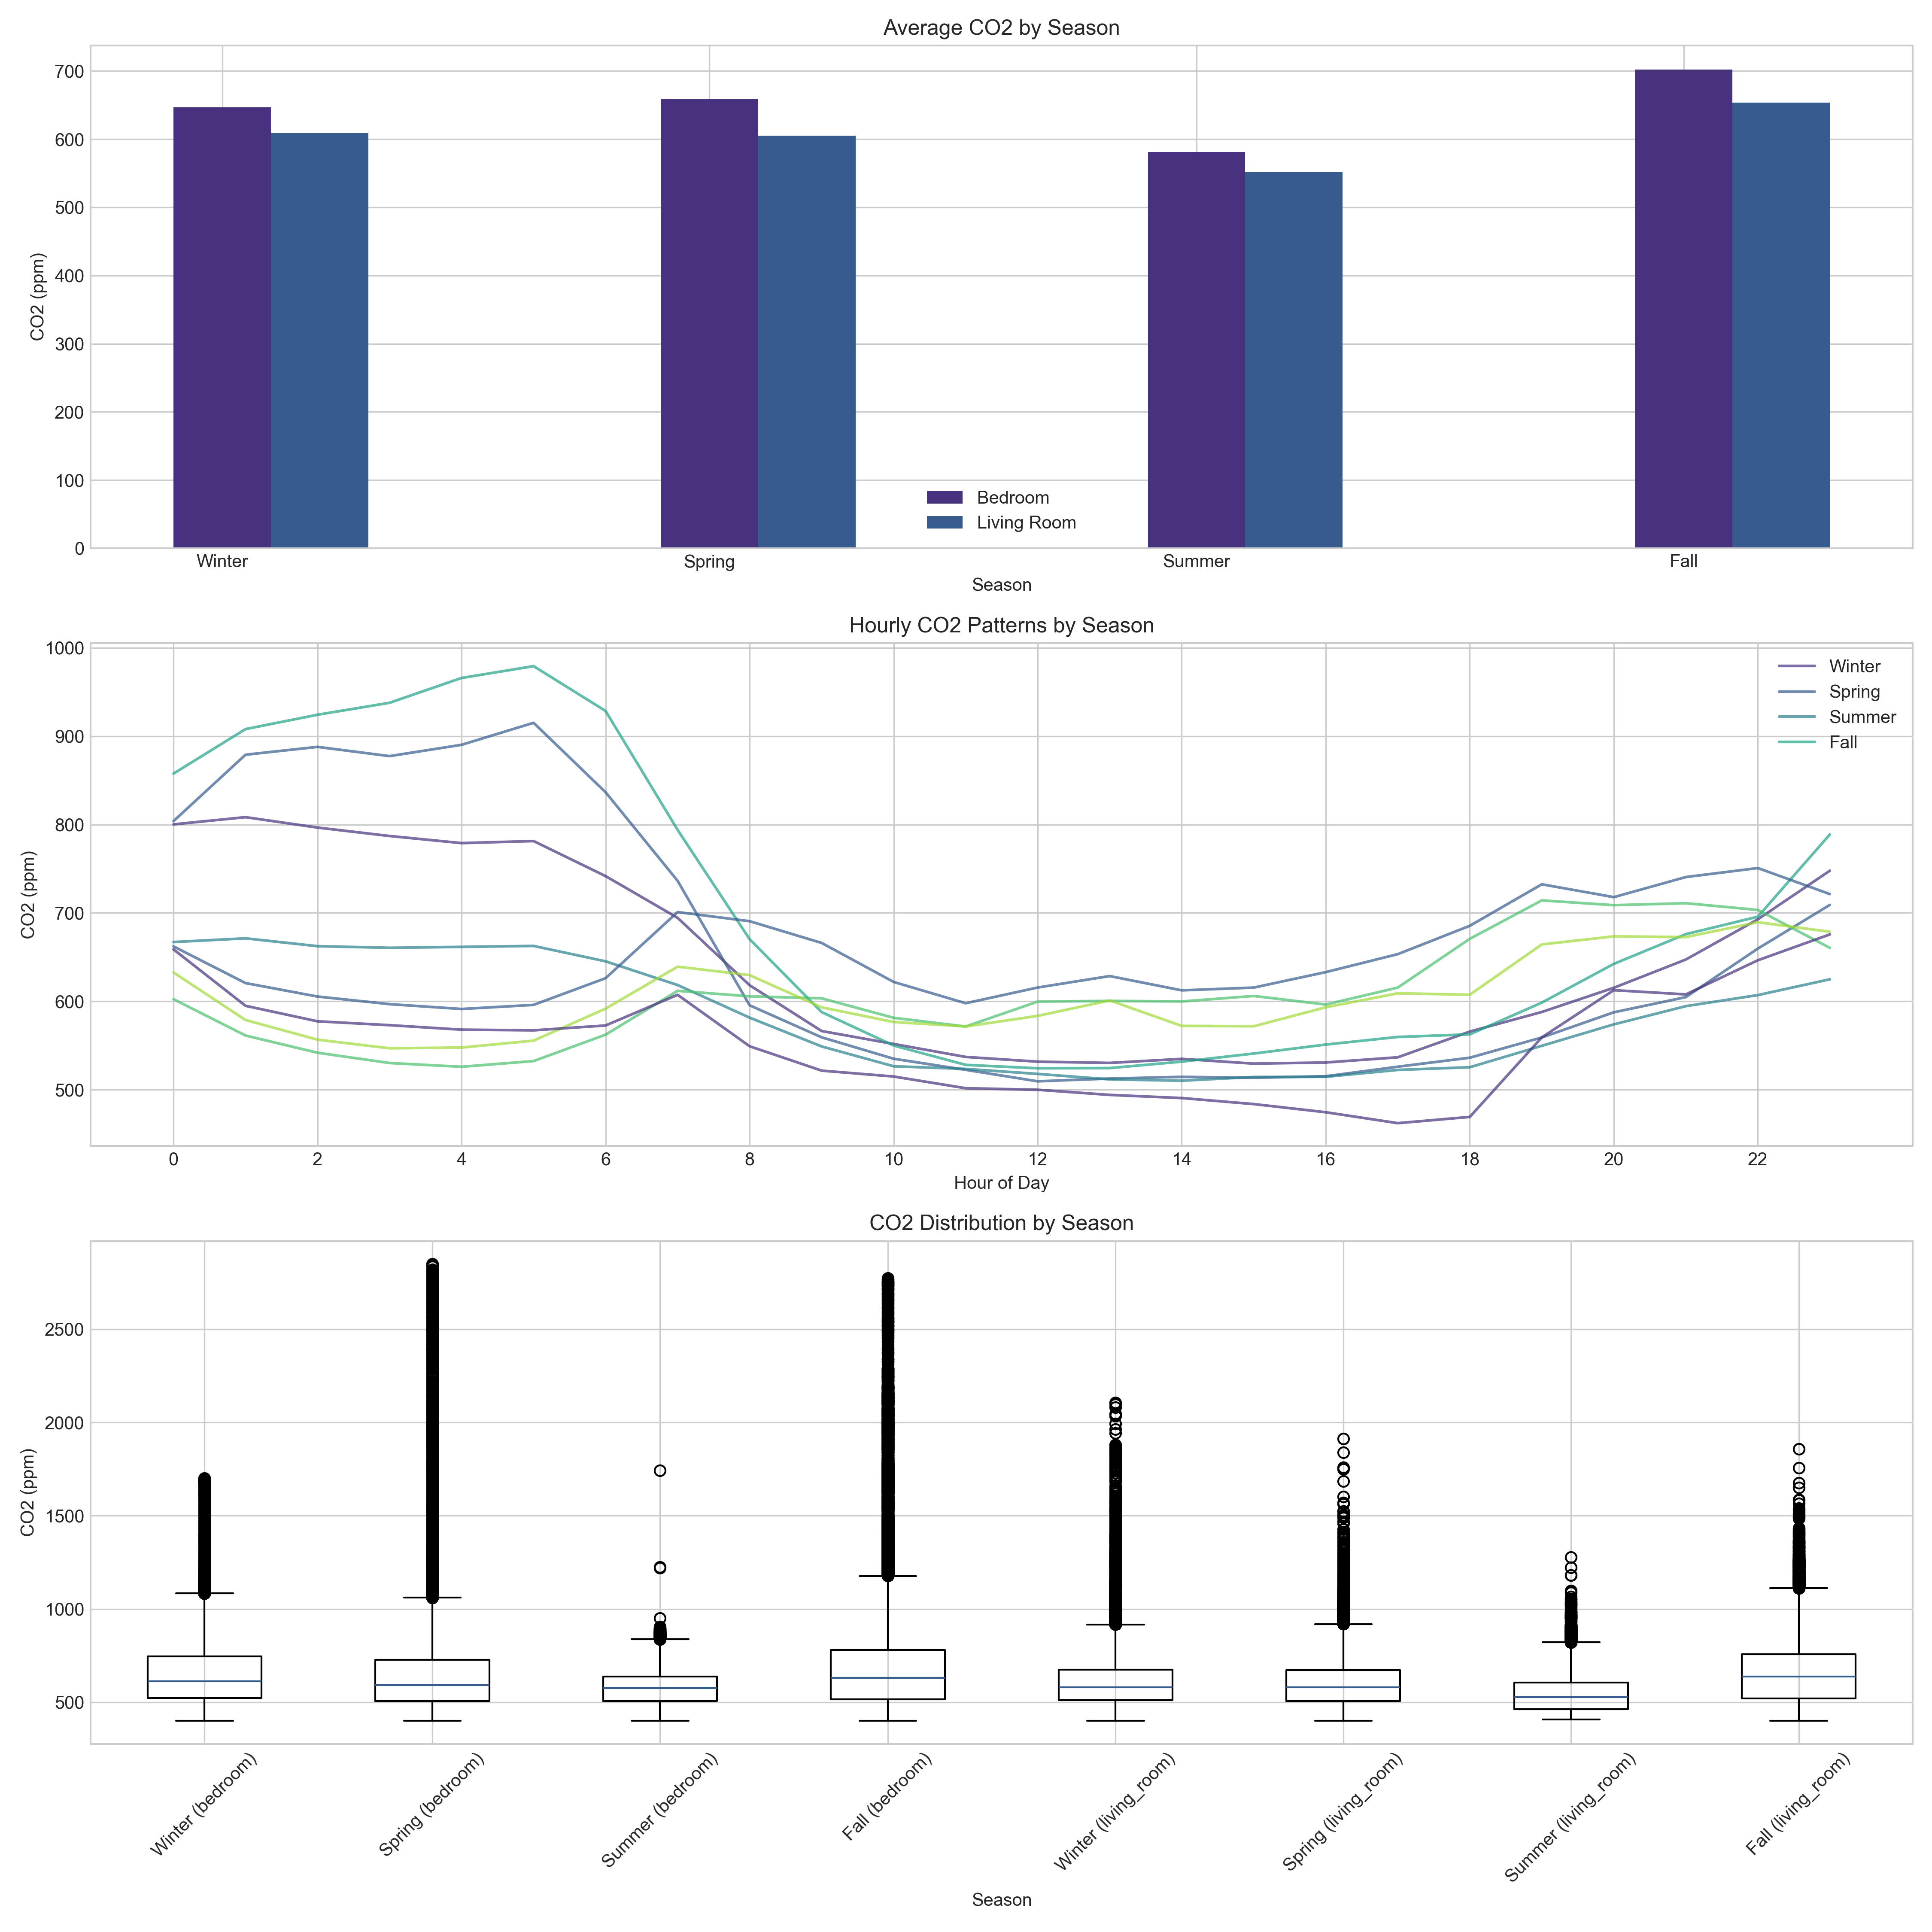 Average CO2 by Season
CO2 (ppm)
700
600
500
400
300
200
100
0
Bedroom
Living Room
Winter
Spring
Summer
Fall
Season
Hourly CO2 Patterns by Season
CO2 (ppm)
1000
900
800
700
600
500
Winter
Spring
Summer
Fall
0 2 4 6 8 10 12 14 16 18 20 22
Hour of Day
CO2 Distribution by Season
CO2 (ppm)
2500
2000
1500
1000
500
Winter (bedroom)
Spring (bedroom)
Summer (bedroom)
Fall (bedroom)
Winter (living_room)
Spring (living_room)
Summer (living_room)
Fall (living_room)
Season